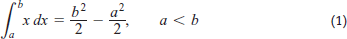 ∫_a^b x dx = b²/2 − a²/2,  a < b  (1)